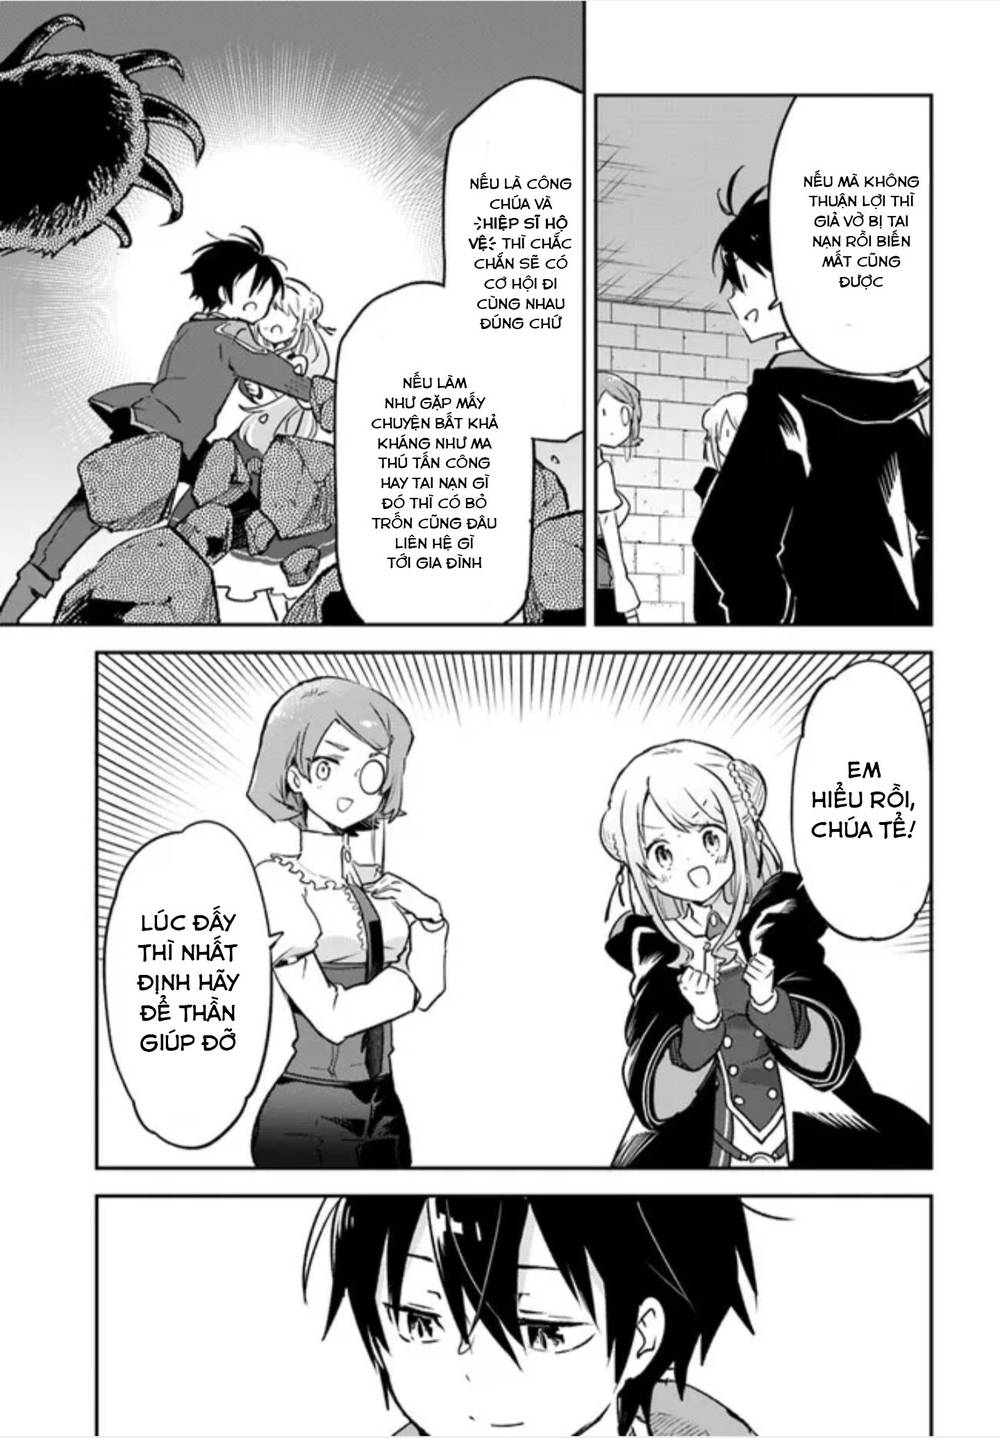 NẾU MÀ KHÔNG
THUẬN LỢI THÌ
GIẢ VỜ BỊ TAI
NẠN RỒI BIẾN
MẤT CŨNG
ĐƯỢC
NẾU LÀ CÔNG
CHÚA VÀ
HIỆP SĨ HỘ
VỆ THÌ CHẮC
CHẮN SẼ CÓ
CƠ HỘI ĐI
CÙNG NHAU
ĐÚNG CHỨ
NẾU LÀM
NHƯ GẶP MẤY
CHUYỆN BẤT KHẢ
KHÁNG NHƯ MA
THÚ TẤN CÔNG
HAY TAI NẠN GÌ
ĐÓ THÌ CÓ BỎ
TRỐN CŨNG ĐÂU
LIÊN HỆ GÌ
TỚI GIA ĐÌNH
EM
HIỂU RỒI,
CHÚA TỂ!
LÚC ĐẤY
THÌ NHẤT
ĐỊNH HÃY
ĐỂ THẦN
GIÚP ĐỠ